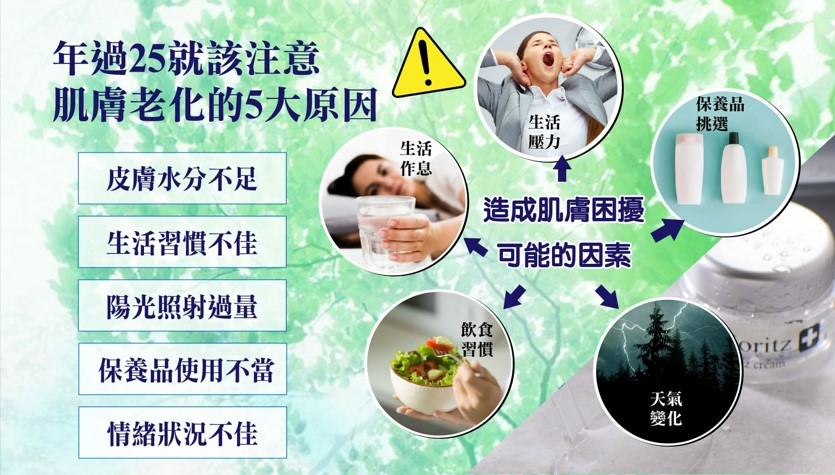 年過25就該注意
肌膚老化的5大原因
皮膚水分不足
生活習慣不佳
陽光照射過量
保養品使用不當
情緒狀況不佳
生活
壓力
保養品
挑選
生活
作息
造成肌膚困擾
可能的因素
飲食
習慣
天氣
變化
oritz
z cream